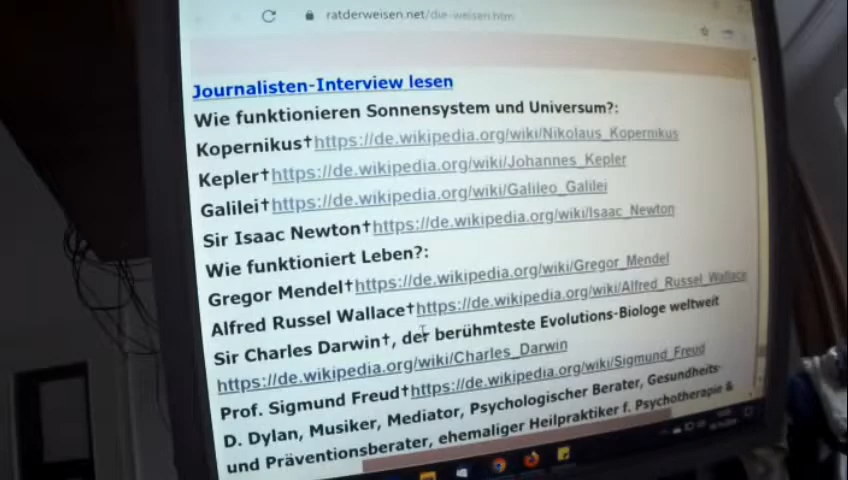 ratderweisen.net/die-weisen.htm
Journalisten-Interview lesen
Wie funktionieren Sonnensystem und Universum?:
Kopernikus†https://de.wikipedia.org/wiki/Nikolaus_Kopernikus
Kepler†https://de.wikipedia.org/wiki/Johannes_Kepler
Galilei†https://de.wikipedia.org/wiki/Galileo_Galilei
Sir Isaac Newton†https://de.wikipedia.org/wiki/Isaac_Newton
Wie funktioniert Leben?:
Gregor Mendel†https://de.wikipedia.org/wiki/Gregor_Mendel
Alfred Russel Wallace†https://de.wikipedia.org/wiki/Alfred_Russel_Wallace
Sir Charles Darwin†, der berühmteste Evolutions-Biologe weltweit
https://de.wikipedia.org/wiki/Charles_Darwin
Prof. Sigmund Freud†https://de.wikipedia.org/wiki/Sigmund_Freud
D. Dylan, Musiker, Mediator, Psychologischer Berater, Gesundheits-
und Präventionsberater, ehemaliger Heilpraktiker f. Psychotherapie &